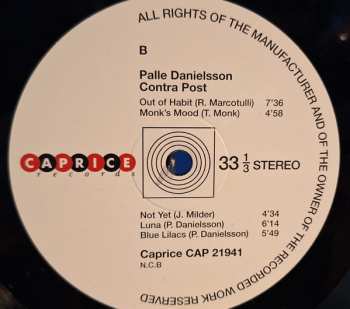 ALL RIGHTS OF THE MANUFACTURER AND OF THE OWNER OF THE RECORDED WORK RESERVED
B
Palle Danielsson
Contra Post
Out of Habit (R. Marcotulli) 7'36
Monk's Mood (T. Monk) 4'58
CAPRICE
records
33 1/3 STEREO
Not Yet (J. Milder) 4'34
Luna (P. Danielsson) 6'14
Blue Lilacs (P. Danielsson) 5'49
Caprice CAP 21941
N.C.B